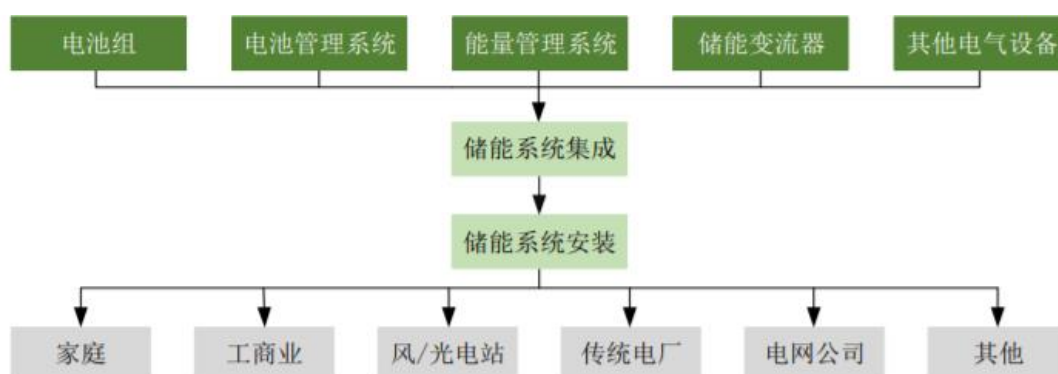 电池组
电池管理系统
能量管理系统
储能变流器
其他电气设备
储能系统集成
储能系统安装
家庭
工商业
风/光电站
传统电厂
电网公司
其他